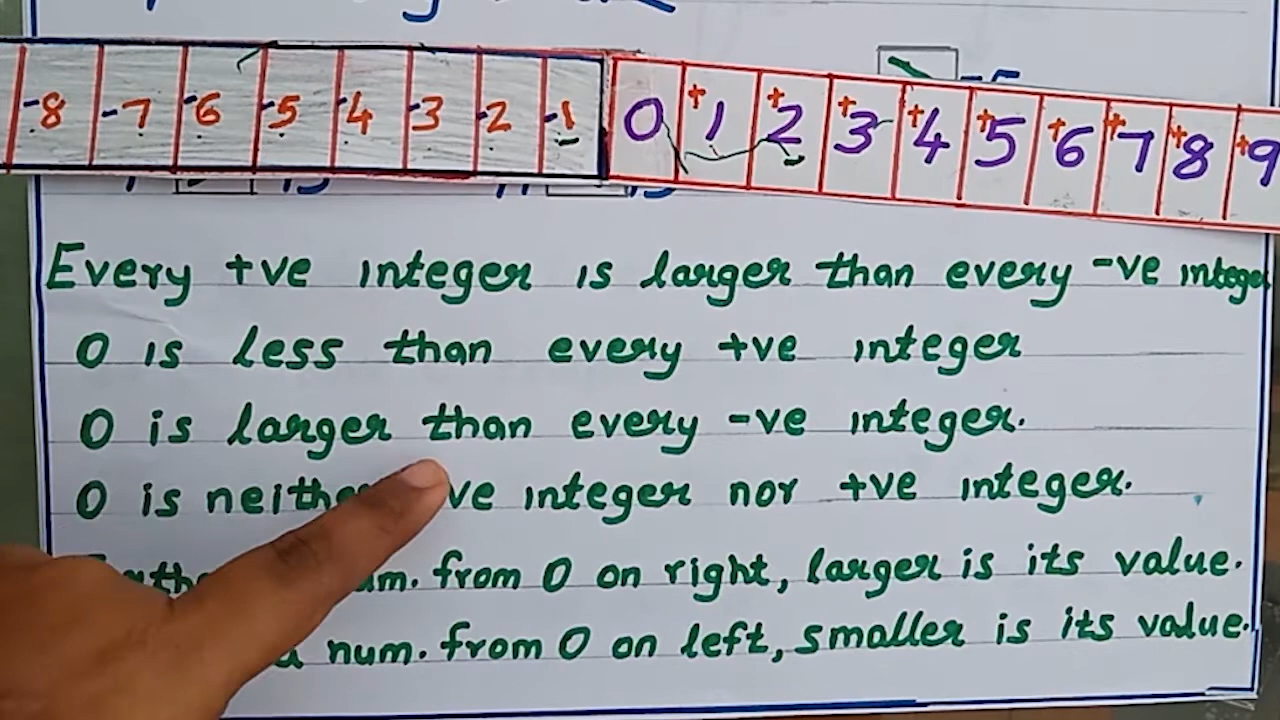 -8 -7 -6 -5 -4 -3 -2 -1 0 +1 +2 +3 +4 +5 +6 +7 +8 +9
Every +ve integer is larger than every -ve intege
0 is less than every +ve integer
0 is larger than every -ve integer.
0 is neither ve integer nor +ve integer.
from 0 on right, larger is its value.
num. from 0 on left, smaller is its value.